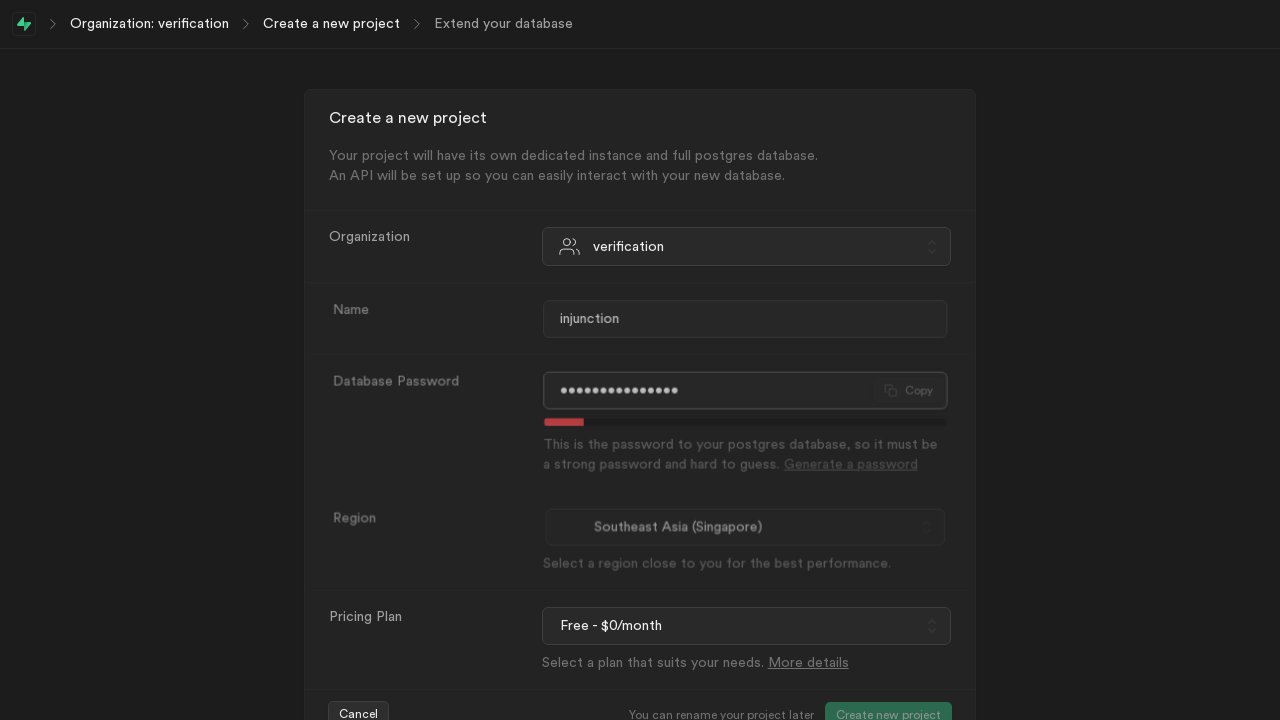 Organization: verification
Create a new project
Extend your database
Create a new project
Your project will have its own dedicated instance and full postgres database.
An API will be set up so you can easily interact with your new database.
Organization
verification
Name
injunction
Database Password
Copy
This is the password to your postgres database, so it must be
a strong password and hard to guess. Generate a password
Region
Southeast Asia (Singapore)
Select a region close to you for the best performance.
Pricing Plan
Free - $0/month
Select a plan that suits your needs. More details
Cancel
You can rename your project later
Create new project